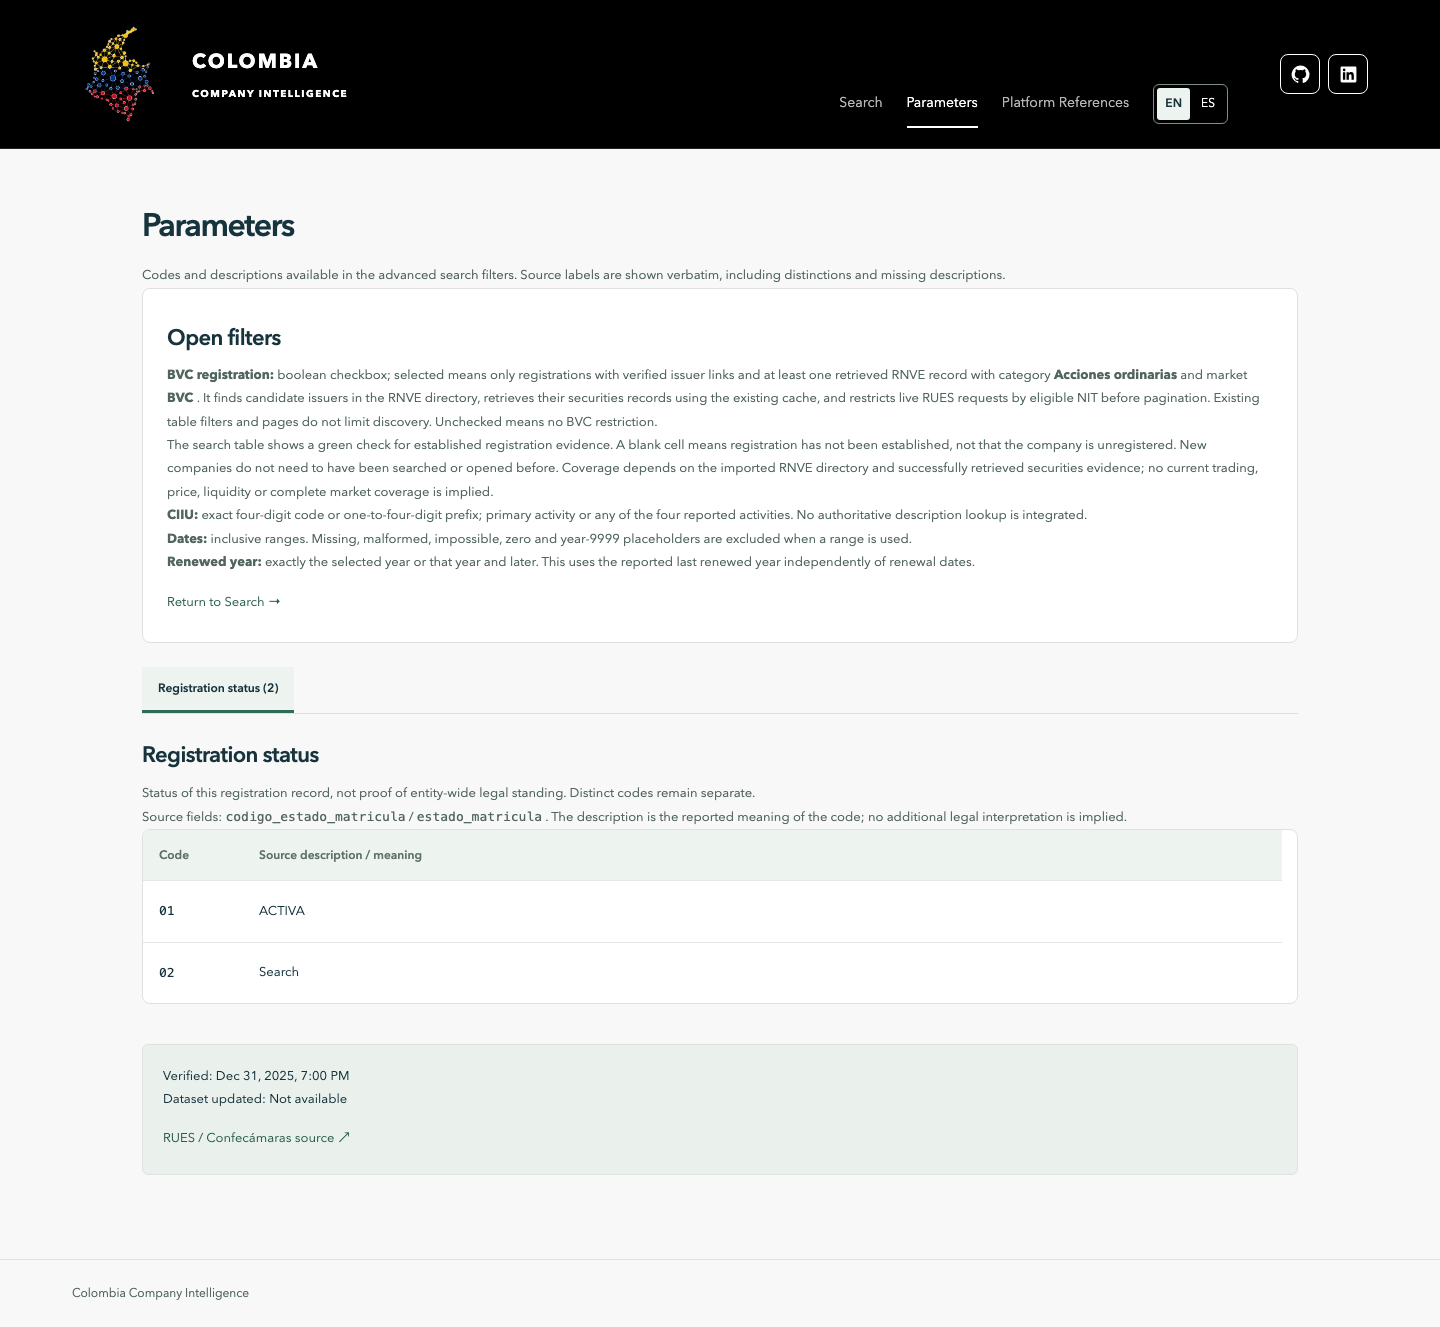 COLOMBIA
COMPANY INTELLIGENCE
Search
Parameters
Platform References
EN
ES
Parameters
Codes and descriptions available in the advanced search filters. Source labels are shown verbatim, including distinctions and missing descriptions.
Open filters
BVC registration: boolean checkbox; selected means only registrations with verified issuer links and at least one retrieved RNVE record with category Acciones ordinarias and market
BVC . It finds candidate issuers in the RNVE directory, retrieves their securities records using the existing cache, and restricts live RUES requests by eligible NIT before pagination. Existing
table filters and pages do not limit discovery. Unchecked means no BVC restriction.
The search table shows a green check for established registration evidence. A blank cell means registration has not been established, not that the company is unregistered. New
companies do not need to have been searched or opened before. Coverage depends on the imported RNVE directory and successfully retrieved securities evidence; no current trading,
price, liquidity or complete market coverage is implied.
CIIU: exact four-digit code or one-to-four-digit prefix; primary activity or any of the four reported activities. No authoritative description lookup is integrated.
Dates: inclusive ranges. Missing, malformed, impossible, zero and year-9999 placeholders are excluded when a range is used.
Renewed year: exactly the selected year or that year and later. This uses the reported last renewed year independently of renewal dates.
Return to Search →
Registration status (2)
Registration status
Status of this registration record, not proof of entity-wide legal standing. Distinct codes remain separate.
Source fields: codigo_estado_matricula / estado_matricula . The description is the reported meaning of the code; no additional legal interpretation is implied.
Code
Source description / meaning
01
ACTIVA
02
Search
Verified: Dec 31, 2025, 7:00 PM
Dataset updated: Not available
RUES / Confecámaras source ↗
Colombia Company Intelligence